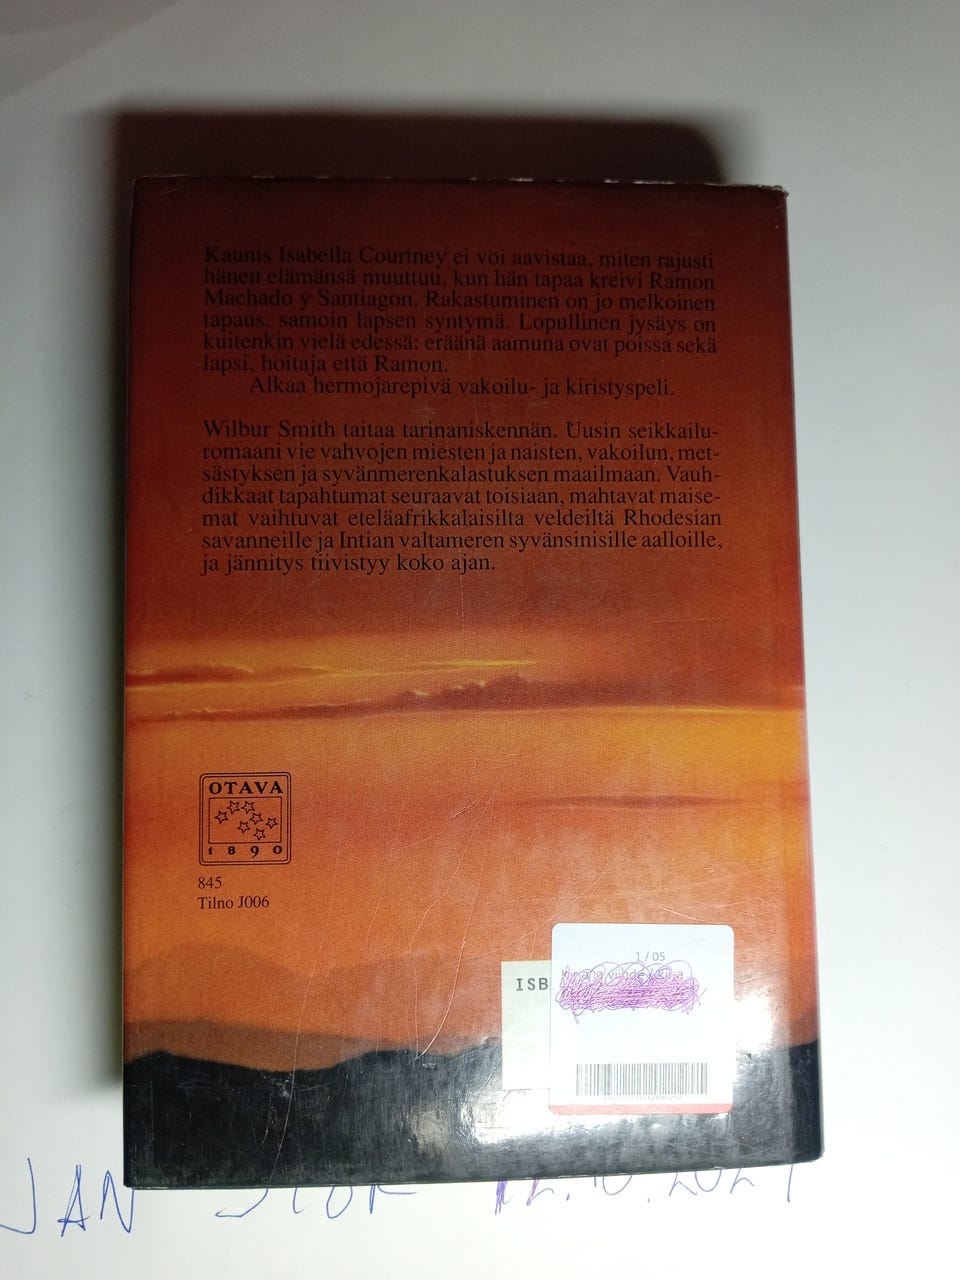 Kaunis Isabella Courtney ei voi aavistaa, miten rajusti
hänen elämänsä muuttuu, kun hän tapaa kreivi Ramon
Machado y Santiagon. Rakastuminen on jo melkoinen
tapaus, samoin lapsen syntymä. Lopullinen jysäys on
kuitenkin vielä edessä: eräänä aamuna ovat poissa sekä
lapsi, hoitaja että Ramon.
Alkaa hermojarepivä vakoilu- ja kiristyspeli.
Wilbur Smith taitaa tarinaniskennän. Uusin seikkailu-
romaani vie vahvojen miesten ja naisten, vakoilun, met-
sästyksen ja syvänmerenkalastuksen maailmaan. Vauh-
dikkaat tapahtumat seuraavat toisiaan, mahtavat maise-
mat vaihtuvat eteläafrikkalaisilta veldeiltä Rhodesian
savanneille ja Intian valtameren syvänsinisille aalloille,
ja jännitys tiivistyy koko ajan.
OTAVA
1890
845
Tilno J006
1/05
ISB
JAN